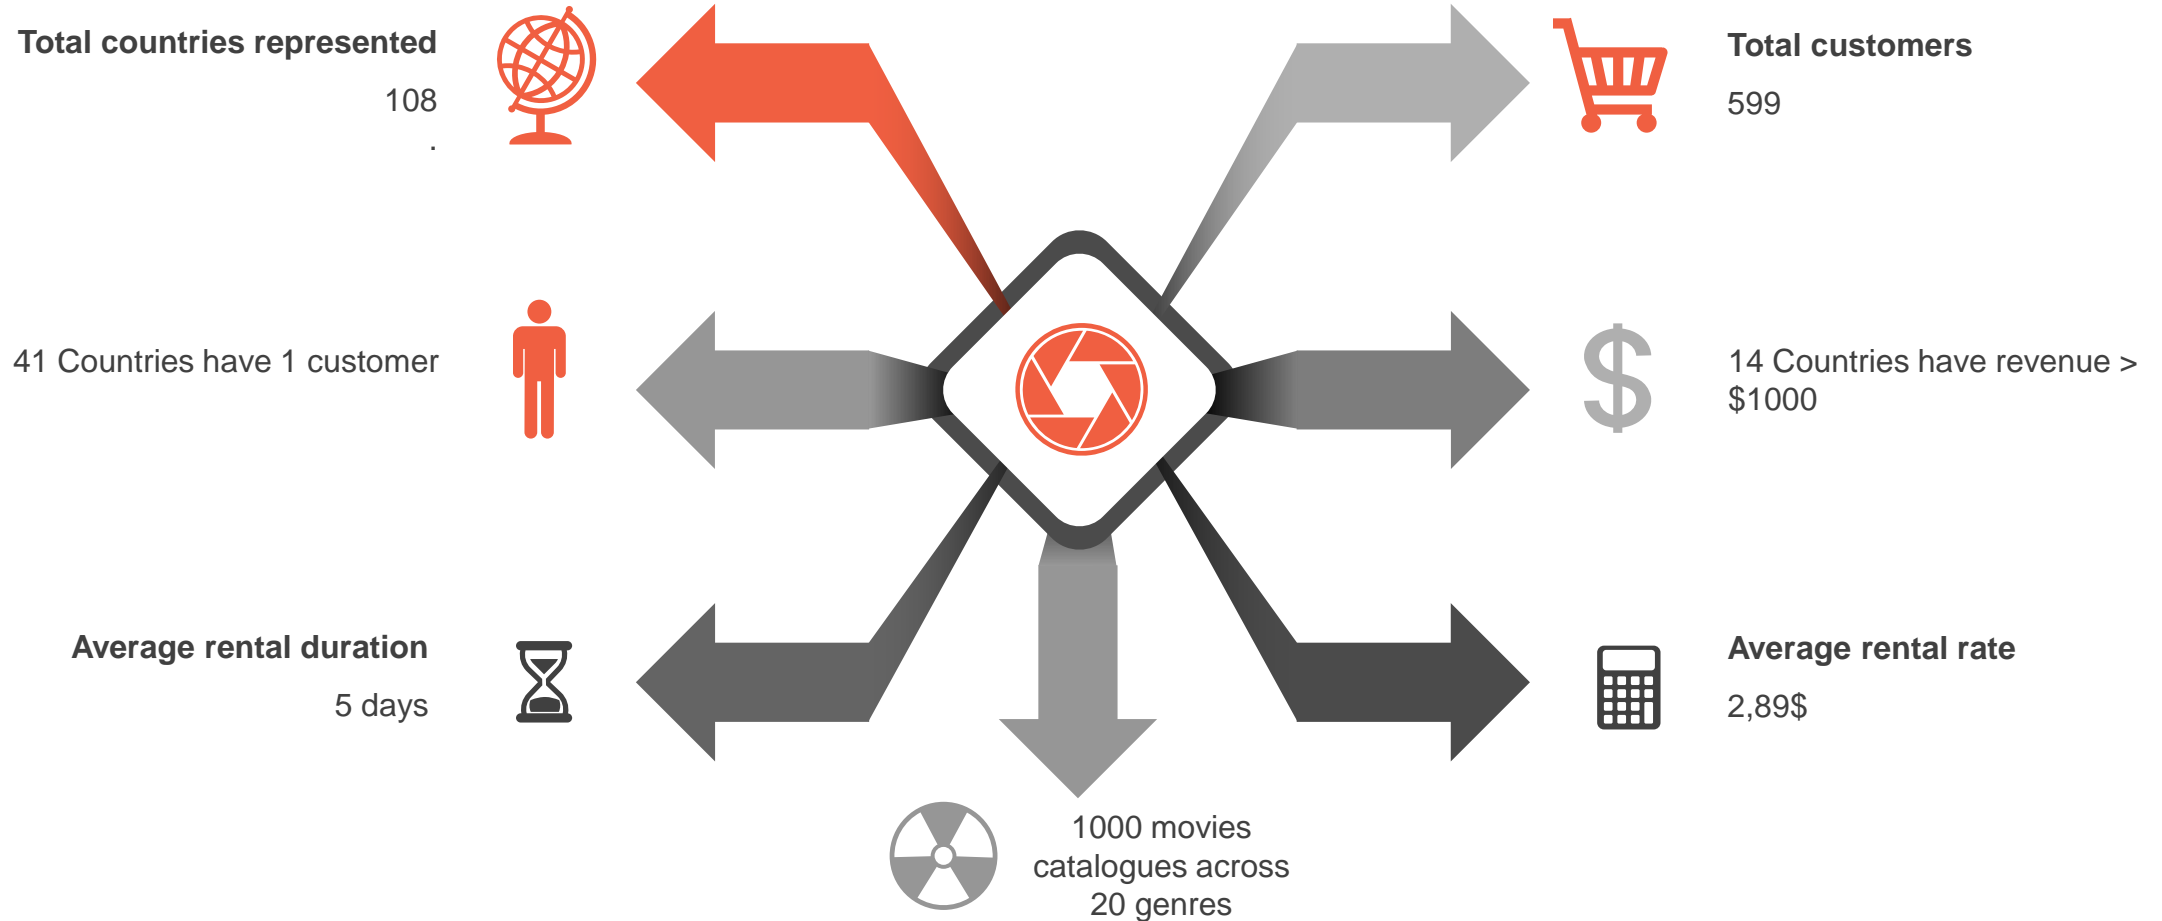 Total countries represented
108
.
Total customers
599
41 Countries have 1 customer
14 Countries have revenue >
$1000
Average rental duration
5 days
Average rental rate
2,89$
1000 movies
catalogues across
20 genres